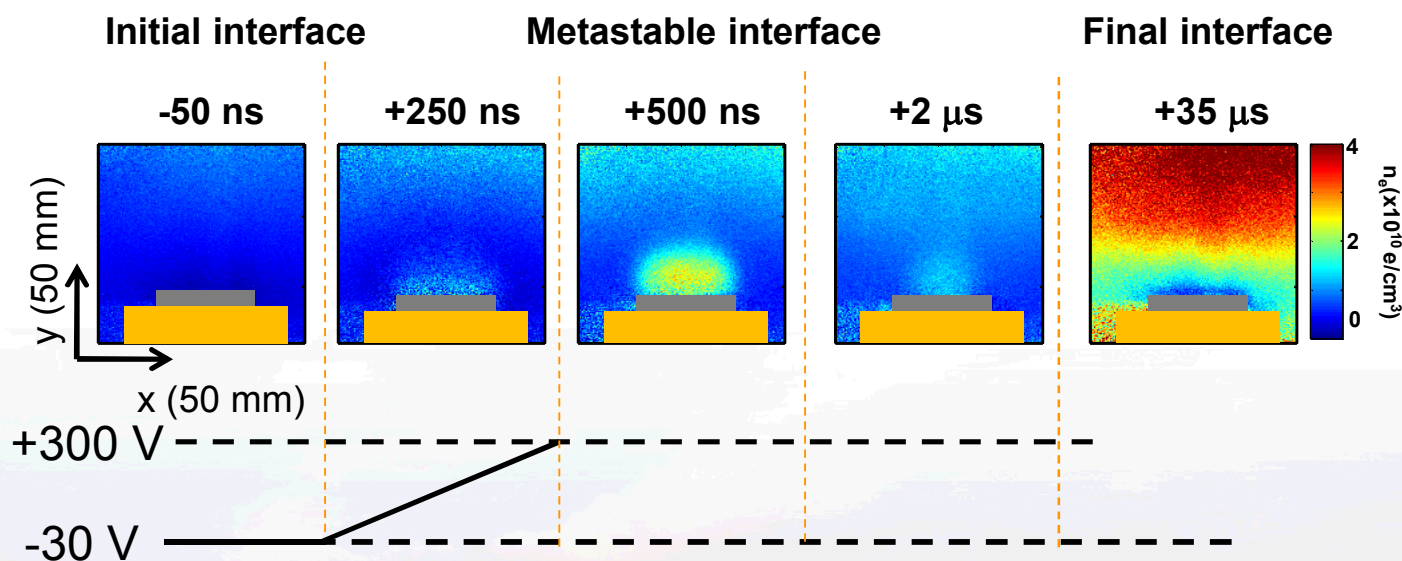 Initial interface
Metastable interface
Final interface
-50 ns
+250 ns
+500 ns
+2 μs
+35 μs
y (50 mm)
x (50 mm)
4
2
0
nₑ(x10¹⁰ e/cm³)
+300 V
-30 V